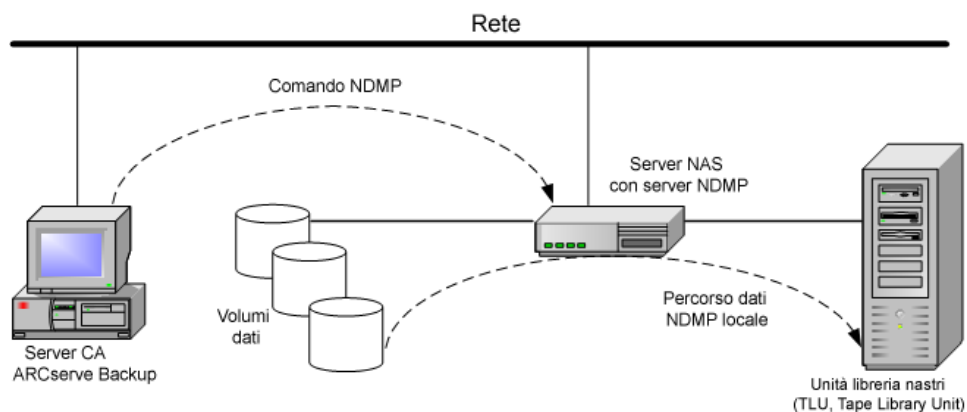 Rete
Comando NDMP
Server NAS
con server NDMP
Volumi
dati
Percorso dati
NDMP locale
Server CA
ARCserve Backup
Unità libreria nastri
(TLU, Tape Library Unit)